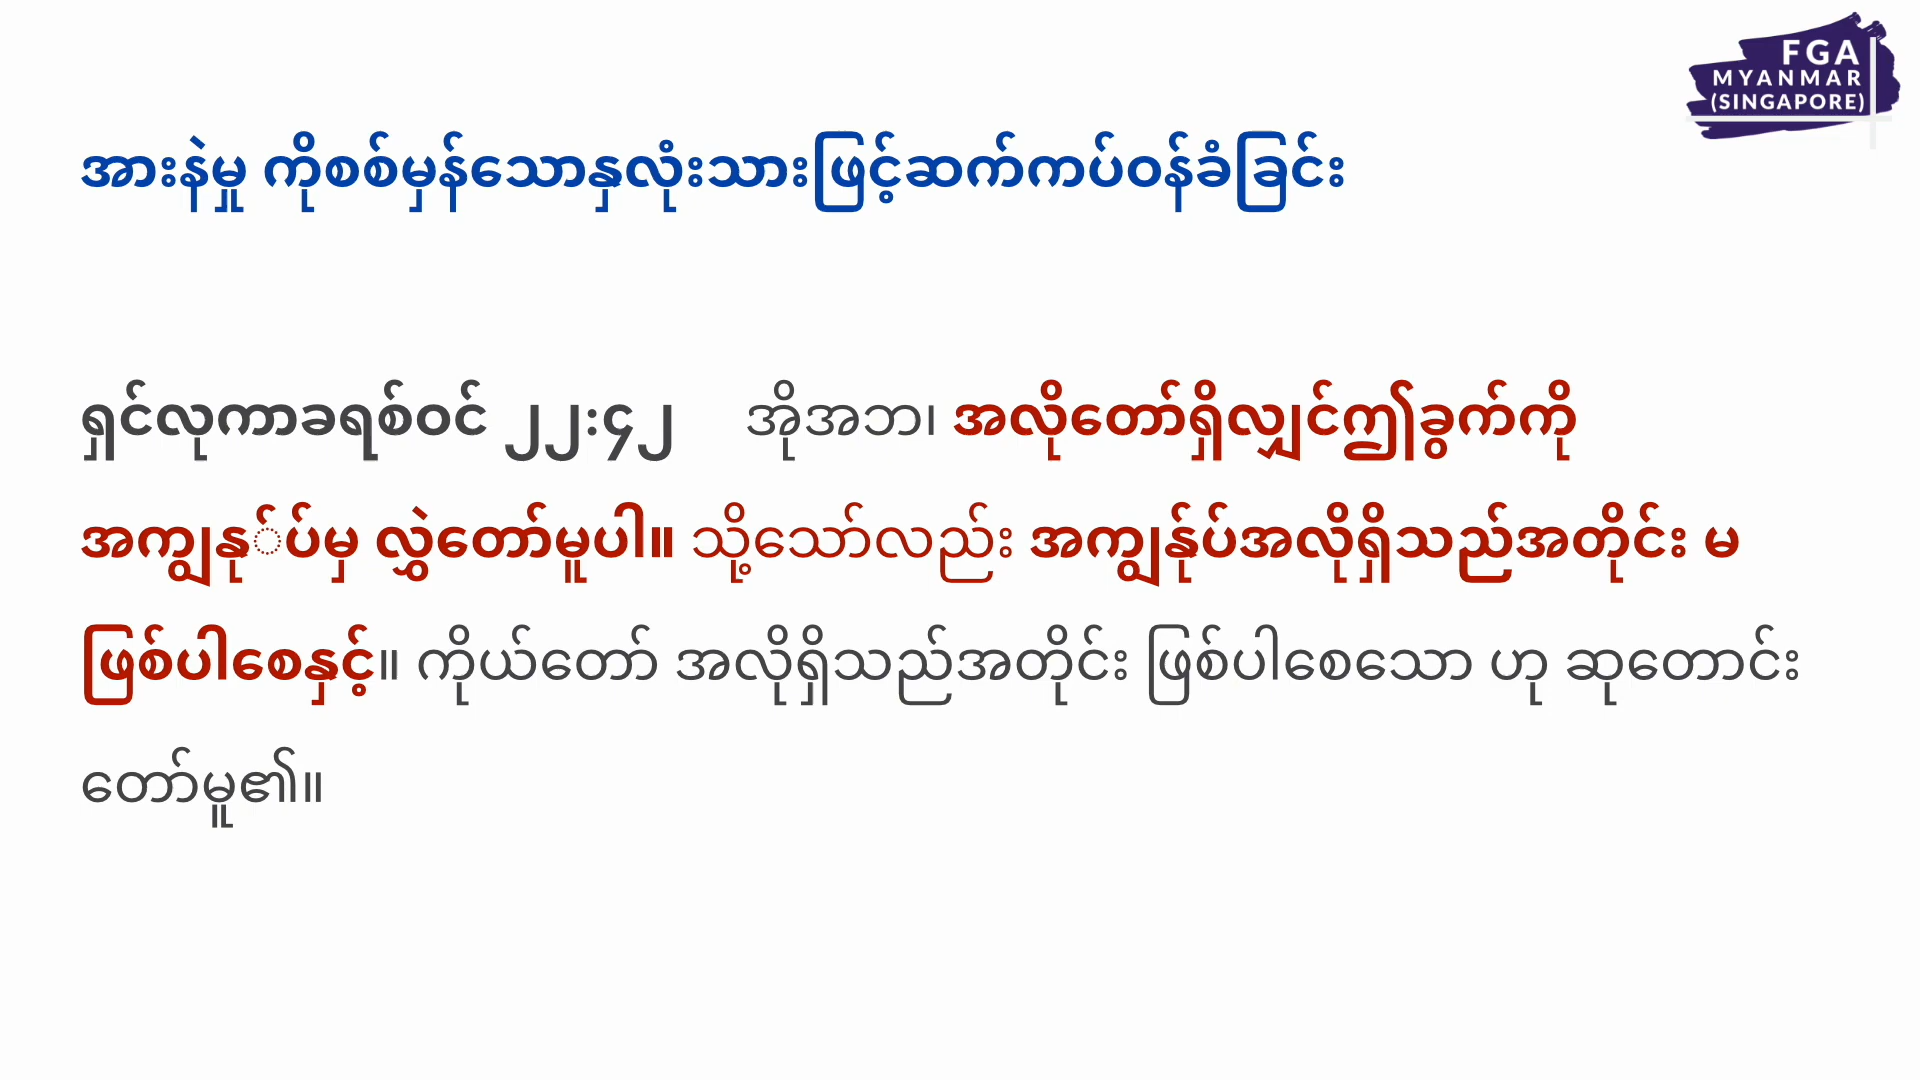 FGA
MYANMAR
(SINGAPORE)
အားနဲမှု ကိုစစ်မှန်သောနှလုံးသားဖြင့်ဆက်ကပ်ဝန်ခံခြင်း
ရှင်လုကာခရစ်ဝင် ၂၂:၄၂ အိုအဘ၊ အလိုတော်ရှိလျှင်ဤခွက်ကို
အကျွနု်ပ်မှ လွှဲတော်မူပါ။ သို့သော်လည်း အကျွန်ုပ်အလိုရှိသည်အတိုင်း မ
ဖြစ်ပါစေနှင့်။ ကိုယ်တော် အလိုရှိသည်အတိုင်း ဖြစ်ပါစေသော ဟု ဆုတောင်း
တော်မူ၏။